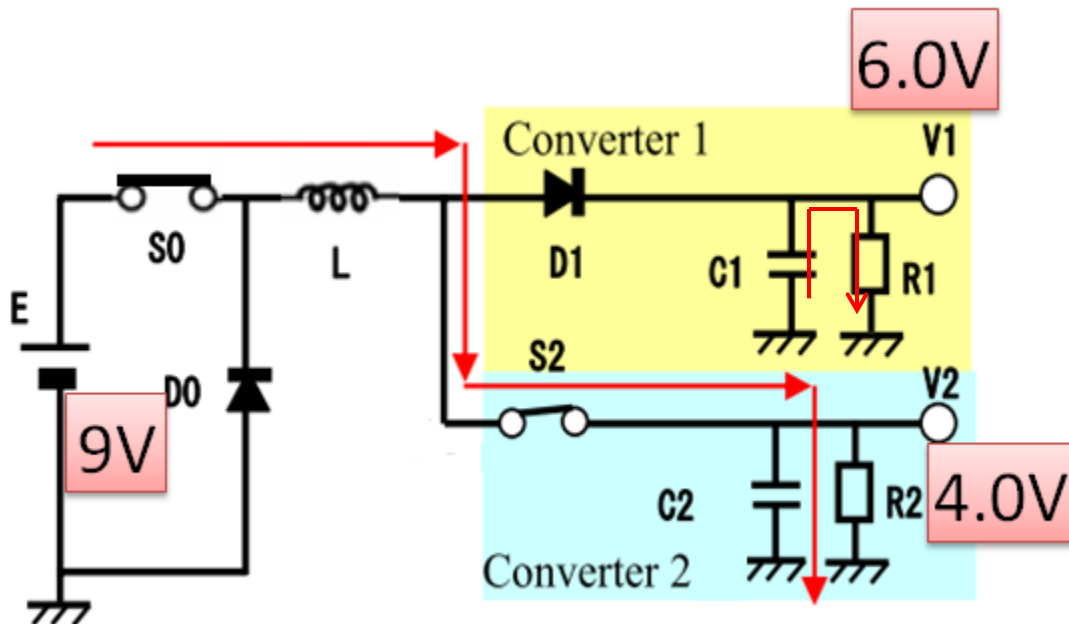 6.0V
Converter 1
V1
S0
L
D1
C1
R1
E
S2
D0
V2
9V
C2
R2
4.0V
Converter 2